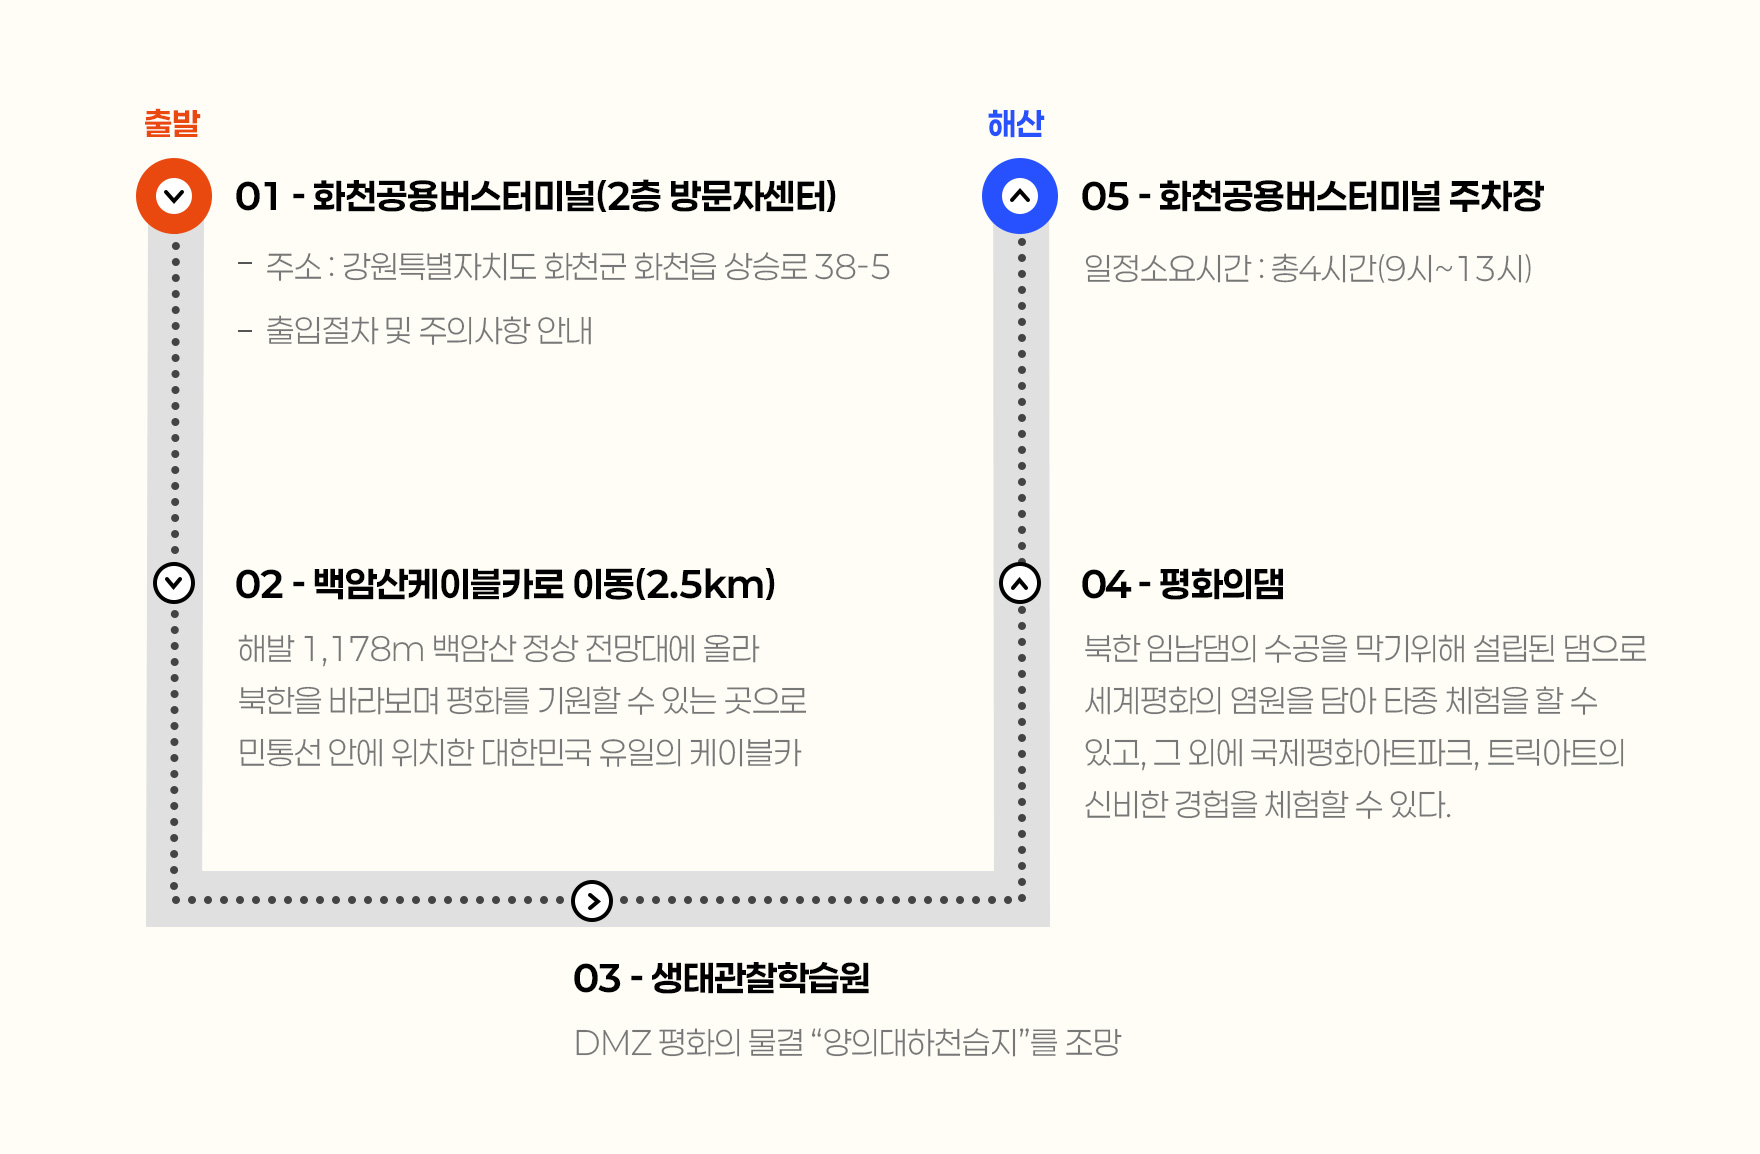 출발
01 - 화천공용버스터미널(2층 방문자센터)
- 주소 : 강원특별자치도 화천군 화천읍 상승로 38-5
- 출입절차 및 주의사항 안내
02 - 백암산케이블카로 이동(2.5km)
해발 1,178m 백암산 정상 전망대에 올라
북한을 바라보며 평화를 기원할 수 있는 곳으로
민통선 안에 위치한 대한민국 유일의 케이블카
03 - 생태관찰학습원
DMZ 평화의 물결 “양의대하천습지”를 조망
04 - 평화의댐
북한 임남댐의 수공을 막기위해 설립된 댐으로
세계평화의 염원을 담아 타종 체험을 할 수
있고, 그 외에 국제평화아트파크, 트릭아트의
신비한 경헙을 체험할 수 있다.
해산
05 - 화천공용버스터미널 주차장
일정소요시간 : 총4시간(9시~13시)